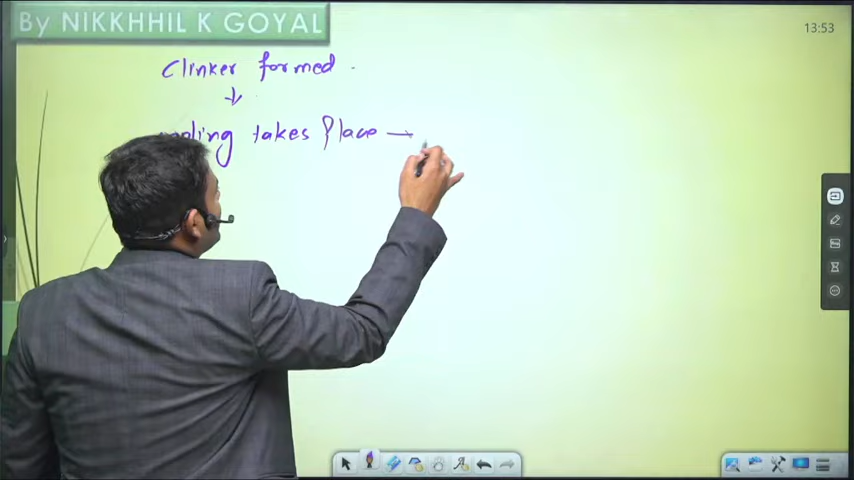 By NIKKHHIL K GOYAL
13:53
Clinker formed.
takes place →